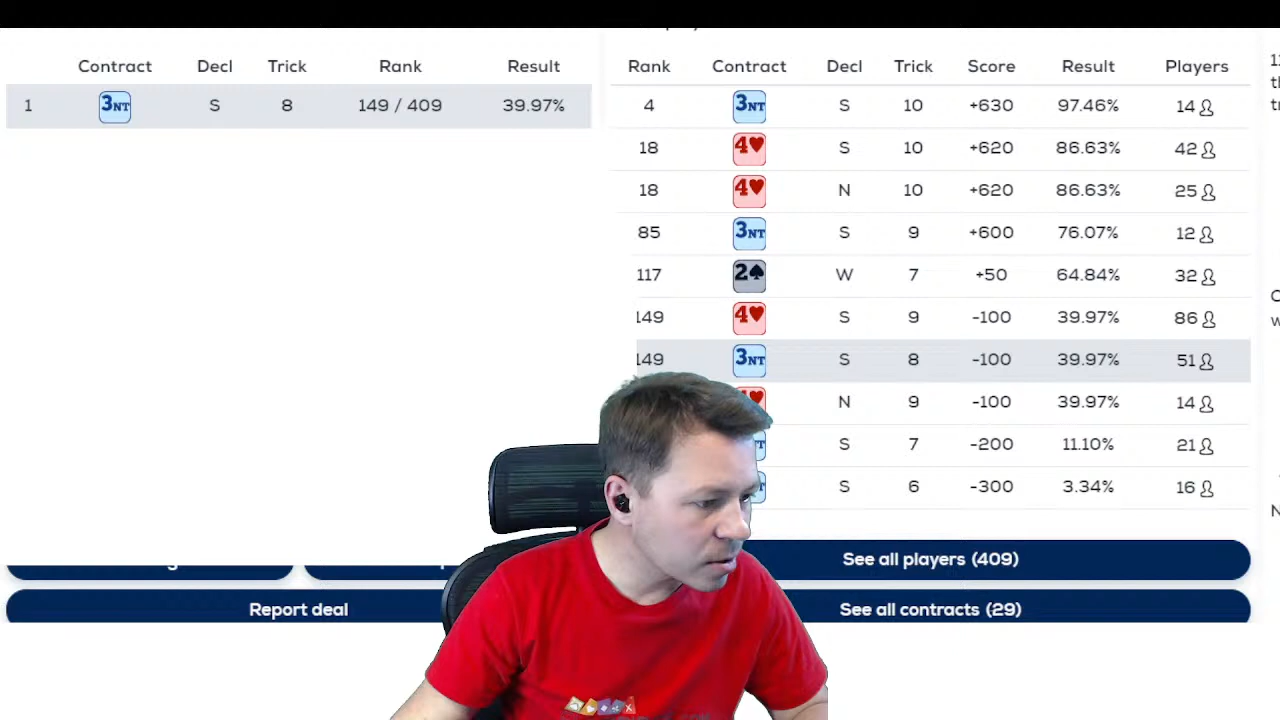 Contract Decl Trick Rank Result
1 3NT S 8 149 / 409 39.97%
Report deal
Rank Contract Decl Trick Score Result Players
4 3NT S 10 +630 97.46% 14
18 4♥ S 10 +620 86.63% 42
18 4♥ N 10 +620 86.63% 25
85 3NT S 9 +600 76.07% 12
117 2♠ W 7 +50 64.84% 32
149 4♥ S 9 -100 39.97% 86
149 3NT S 8 -100 39.97% 51
N 9 -100 39.97% 14
S 7 -200 11.10% 21
S 6 -300 3.34% 16
See all players (409)
See all contracts (29)